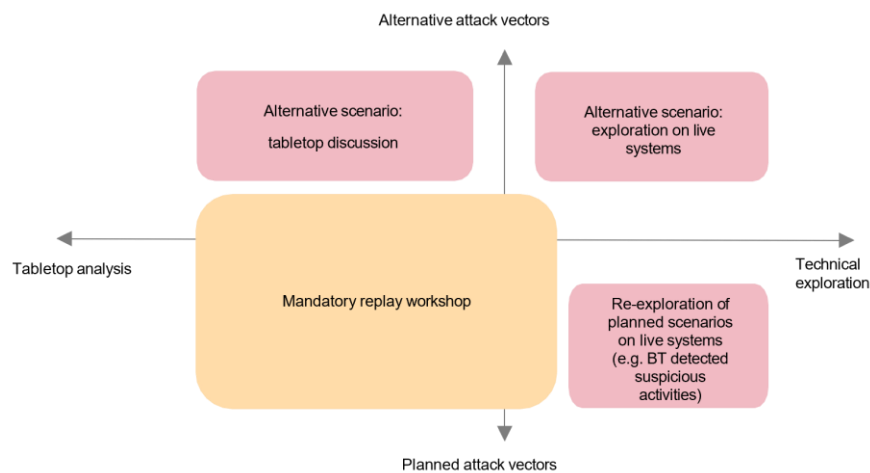 Alternative attack vectors
Alternative scenario:
tabletop discussion
Alternative scenario:
exploration on live
systems
Tabletop analysis
Mandatory replay workshop
Technical
exploration
Re-exploration of
planned scenarios
on live systems
(e.g. BT detected
suspicious
activities)
Planned attack vectors